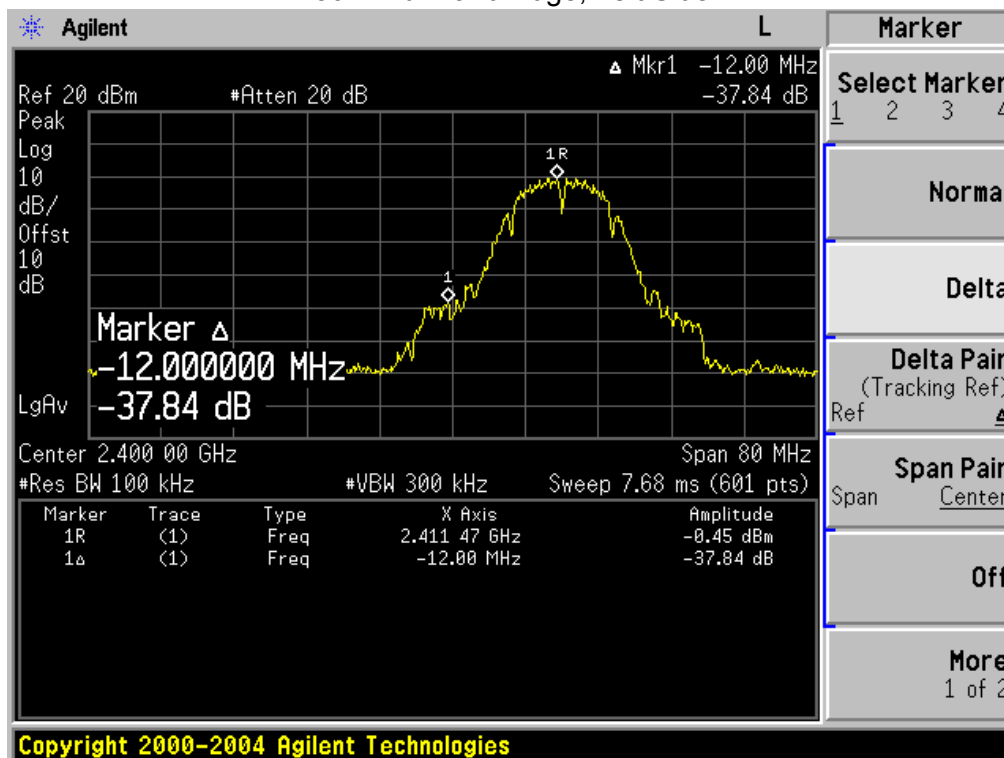 Agilent L
Δ Mkr1 -12.00 MHz
Ref 20 dBm #Atten 20 dB -37.84 dB
Peak
Log
10
dB/
Offst
10
dB
1R
1
Marker Δ
-12.000000 MHz
-37.84 dB
LgAv
Center 2.400 00 GHz Span 80 MHz
#Res BW 100 kHz #VBW 300 kHz Sweep 7.68 ms (601 pts)
Marker Trace Type X Axis Amplitude
1R (1) Freq 2.411 47 GHz -0.45 dBm
1Δ (1) Freq -12.00 MHz -37.84 dB
Marker
Select Marker
1 2 3 4
Norma
Delta
Delta Pair
(Tracking Ref)
Ref Δ
Span Pair
Span Center
Off
More
1 of 2
Copyright 2000-2004 Agilent Technologies